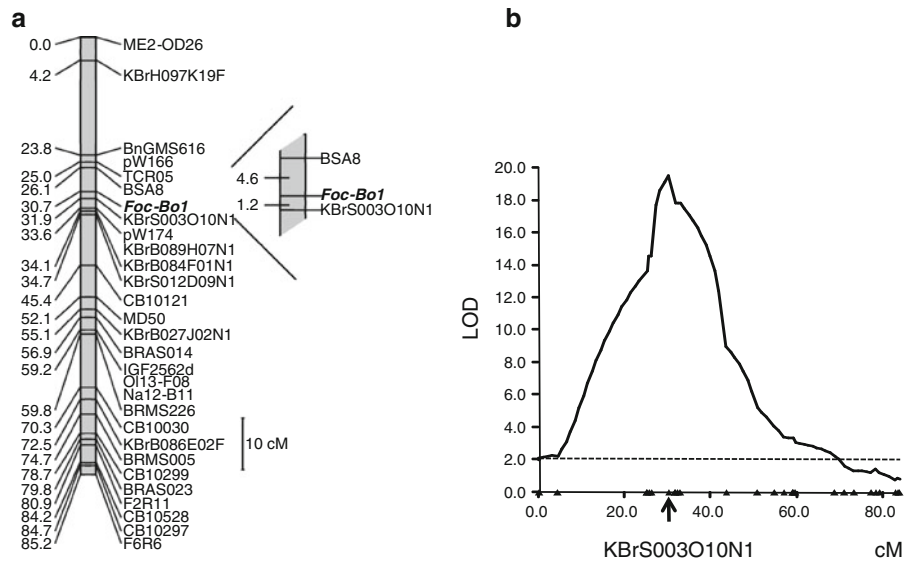 a
0.0 ME2-OD26
4.2 KBrH097K19F
23.8 BnGMS616
pW166
25.0 TCR05
26.1 BSA8
30.7 Foc-Bo1
31.9 KBrS003O10N1
33.6 pW174
KBrB089H07N1
34.1 KBrB084F01N1
34.7 KBrS012D09N1
45.4 CB10121
52.1 MD50
55.1 KBrB027J02N1
56.9 BRAS014
59.2 IGF2562d
Ol13-F08
Na12-B11
59.8 BRMS226
70.3 CB10030
72.5 KBrB086E02F
74.7 BRMS005
78.7 CB10299
79.8 BRAS023
80.9 F2R11
84.2 CB10528
84.7 CB10297
85.2 F6R6
BSA8
4.6
Foc-Bo1
1.2
KBrS003O10N1
10 cM
b
LOD
20.0
18.0
16.0
14.0
12.0
10.0
8.0
6.0
4.0
2.0
0.0
0.0 20.0 40.0 60.0 80.0
KBrS003O10N1 cM